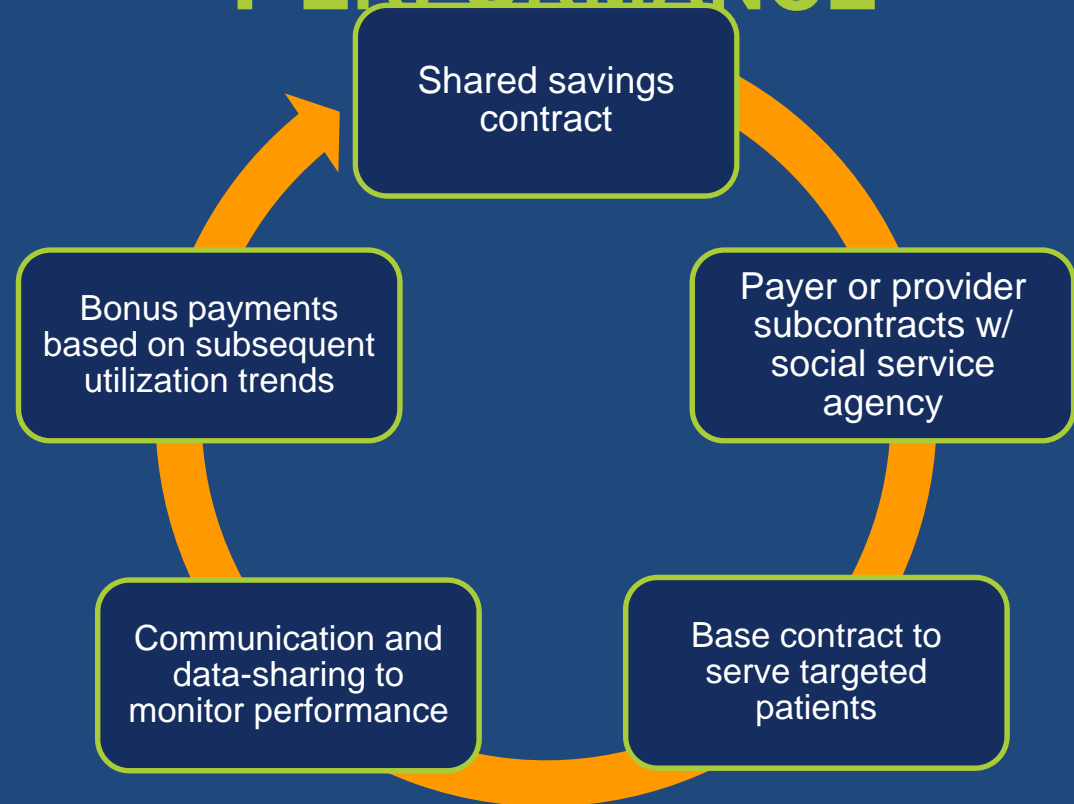 PERFORMANCE
Shared savings
contract
Payer or provider
subcontracts w/
social service
agency
Base contract to
serve targeted
patients
Communication and
data-sharing to
monitor performance
Bonus payments
based on subsequent
utilization trends